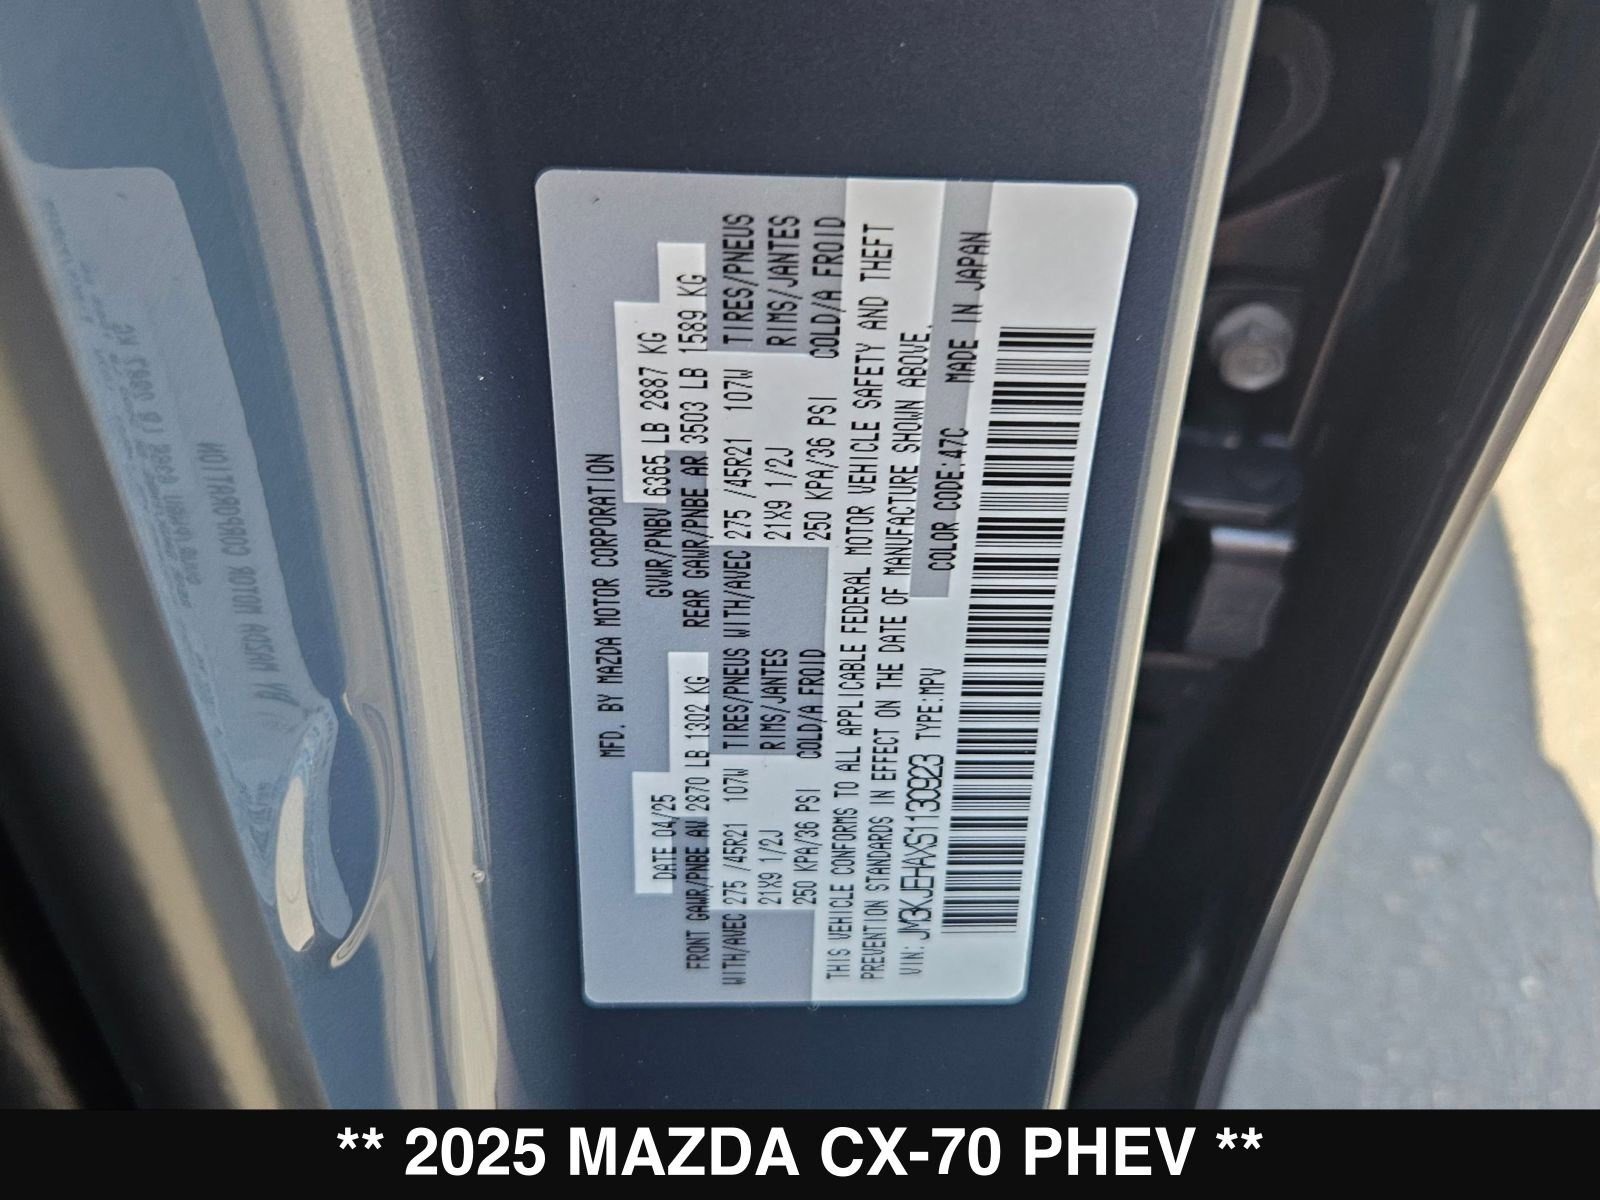 MFD. BY MAZDA MOTOR CORPORATION
DATE 04/25 GVWR/PNBV 6365 LB 2887 KG
FRONT GAWR/PNBE AV 2870 LB 1302 KG REAR GAWR/PNBE AR 3503 LB 1589 KG
WITH/AVEC 275 /45R21 107W TIRES/PNEUS WITH/AVEC 275 /45R21 107W TIRES/PNEUS
21X9 1/2J RIMS/JANTES 21X9 1/2J RIMS/JANTES
250 KPA/36 PSI COLD/A FROID 250 KPA/36 PSI COLD/A FROID
THIS VEHICLE CONFORMS TO ALL APPLICABLE FEDERAL MOTOR VEHICLE SAFETY AND THEFT
PREVENTION STANDARDS IN EFFECT ON THE DATE OF MANUFACTURE SHOWN ABOVE.
VIN: JM3KJEHAXS1130923 TYPE:MPV COLOR CODE:47C MADE IN JAPAN
** 2025 MAZDA CX-70 PHEV **